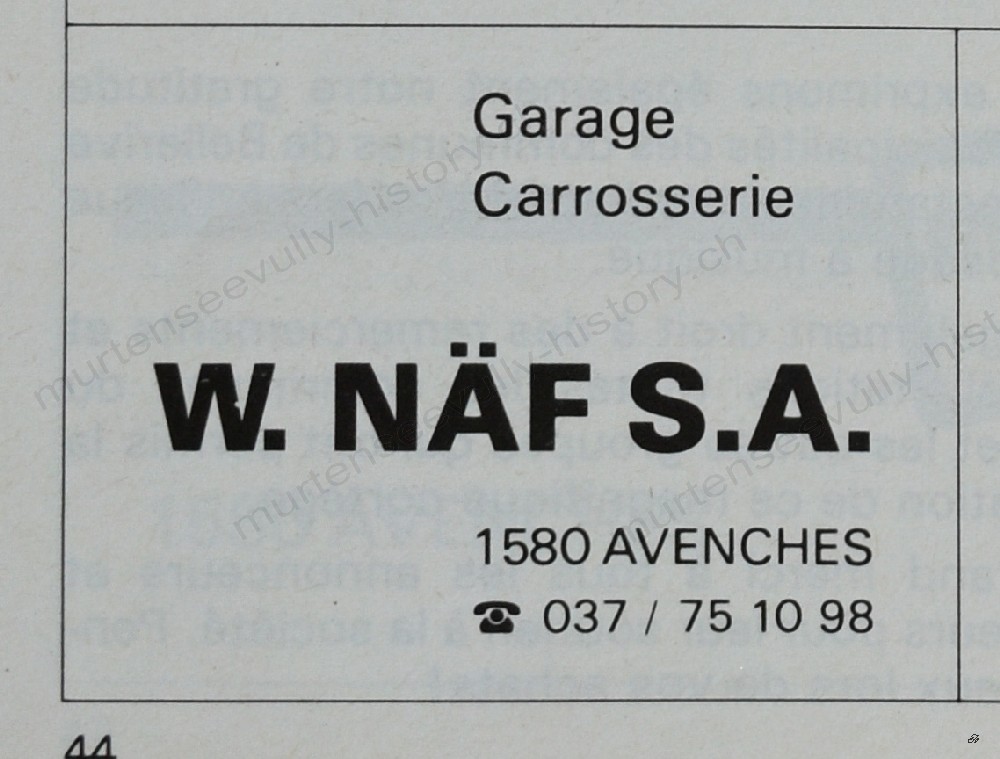 Garage
Carrosserie
W. NÄF S.A.
1580 AVENCHES
☎ 037 / 75 10 98
44
murtenseevully-history.ch